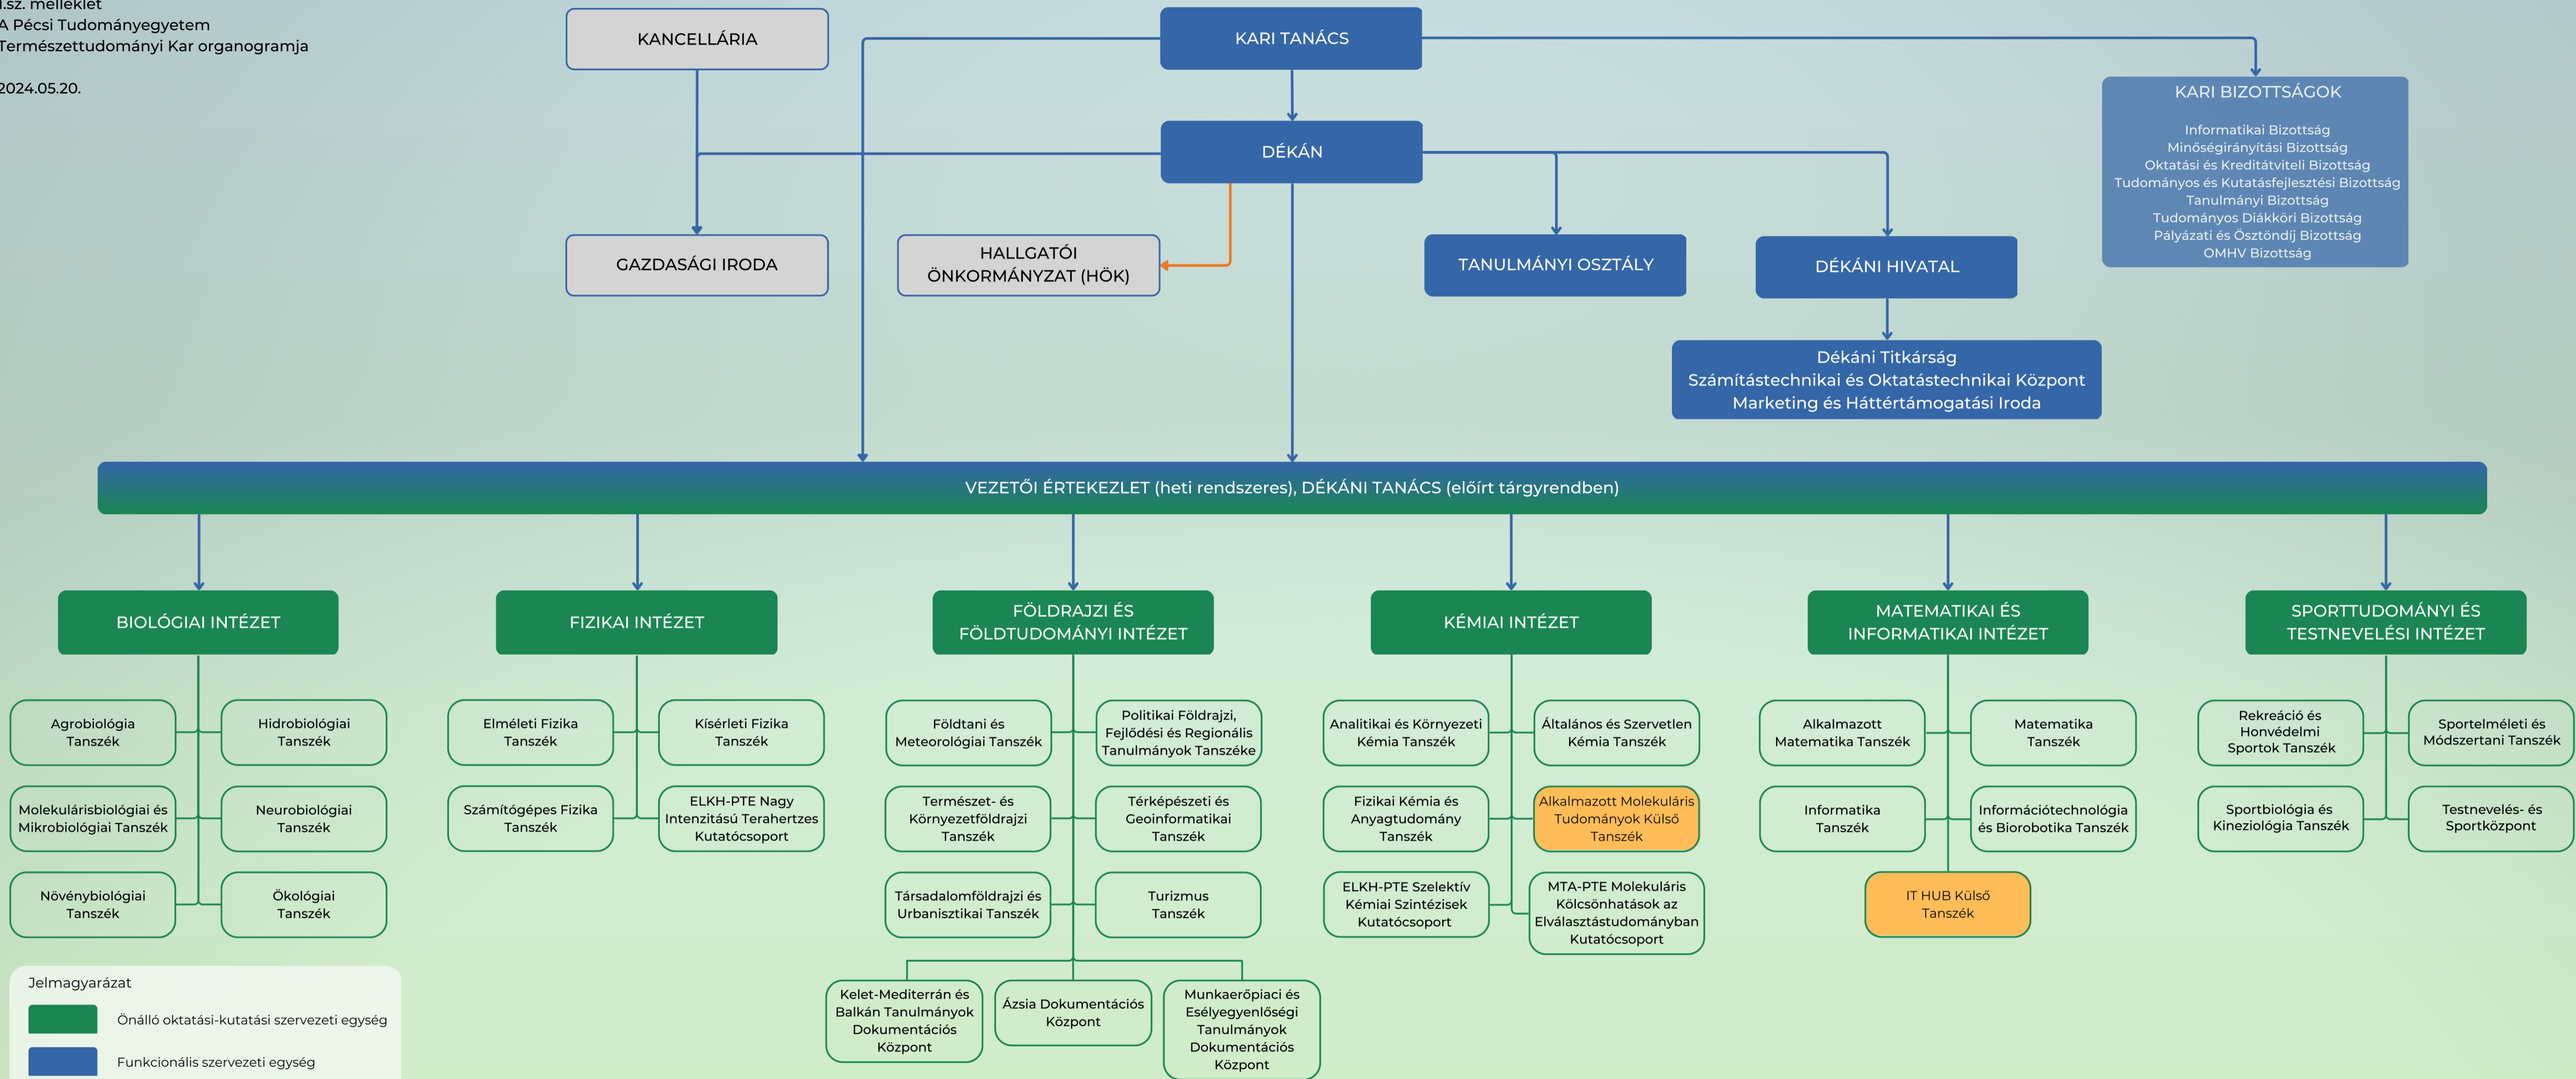 1.sz. melléklet
A Pécsi Tudományegyetem
Természettudományi Kar organogramja
2024.05.20.
KANCELLÁRIA
KARI TANÁCS
KARI BIZOTTSÁGOK
Informatikai Bizottság
Minőségirányítási Bizottság
Oktatási és Kreditátviteli Bizottság
Tudományos és Kutatásfejlesztési Bizottság
Tanulmányi Bizottság
Tudományos Diákköri Bizottság
Pályázati és Ösztöndíj Bizottság
OMHV Bizottság
DÉKÁN
GAZDASÁGI IRODA
HALLGATÓI
ÖNKORMÁNYZAT (HÖK)
TANULMÁNYI OSZTÁLY
DÉKÁNI HIVATAL
Dékáni Titkárság
Számítástechnikai és Oktatástechnikai Központ
Marketing és Háttértámogatási Iroda
VEZETŐI ÉRTEKEZLET (heti rendszeres), DÉKÁNI TANÁCS (előírt tárgyrendben)
BIOLÓGIAI INTÉZET
FIZIKAI INTÉZET
FÖLDRAJZI ÉS
FÖLDTUDOMÁNYI INTÉZET
KÉMIAI INTÉZET
MATEMATIKAI ÉS
INFORMATIKAI INTÉZET
SPORTTUDOMÁNYI ÉS
TESTNEVELÉSI INTÉZET
Agrobiológia
Tanszék
Hidrobiológiai
Tanszék
Molekulárisbiológiai és
Mikrobiológiai Tanszék
Neurobiológiai
Tanszék
Növénybiológiai
Tanszék
Ökológiai
Tanszék
Elméleti Fizika
Tanszék
Kísérleti Fizika
Tanszék
Számítógépes Fizika
Tanszék
ELKH-PTE Nagy
Intenzitású Terahertzes
Kutatócsoport
Földtani és
Meteorológiai Tanszék
Politikai Földrajzi,
Fejlődési és Regionális
Tanulmányok Tanszéke
Természet- és
Környezetföldrajzi
Tanszék
Térképészeti és
Geoinformatikai
Tanszék
Társadalomföldrajzi és
Urbanisztikai Tanszék
Turizmus
Tanszék
Kelet-Mediterrán és
Balkán Tanulmányok
Dokumentációs
Központ
Ázsia Dokumentációs
Központ
Munkaerőpiaci és
Esélyegyenlőségi
Tanulmányok
Dokumentációs
Központ
Analitikai és Környezeti
Kémia Tanszék
Általános és Szervetlen
Kémia Tanszék
Fizikai Kémia és
Anyagtudomány
Tanszék
Alkalmazott Molekuláris
Tudományok Külső
Tanszék
ELKH-PTE Szelektív
Kémiai Szintézisek
Kutatócsoport
MTA-PTE Molekuláris
Kölcsönhatások az
Elválasztástudományban
Kutatócsoport
Alkalmazott
Matematika Tanszék
Matematika
Tanszék
Informatika
Tanszék
Információtechnológia
és Biorobotika Tanszék
IT HUB Külső
Tanszék
Rekreáció és
Honvédelmi
Sportok Tanszék
Sportelméleti és
Módszertani Tanszék
Sportbiológia és
Kineziológia Tanszék
Testnevelés- és
Sportközpont
Jelmagyarázat
Önálló oktatási-kutatási szervezeti egység
Funkcionális szervezeti egység